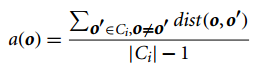 a(o) = ∑o′∈Ci,o≠o′ dist(o, o′) / |Ci| − 1